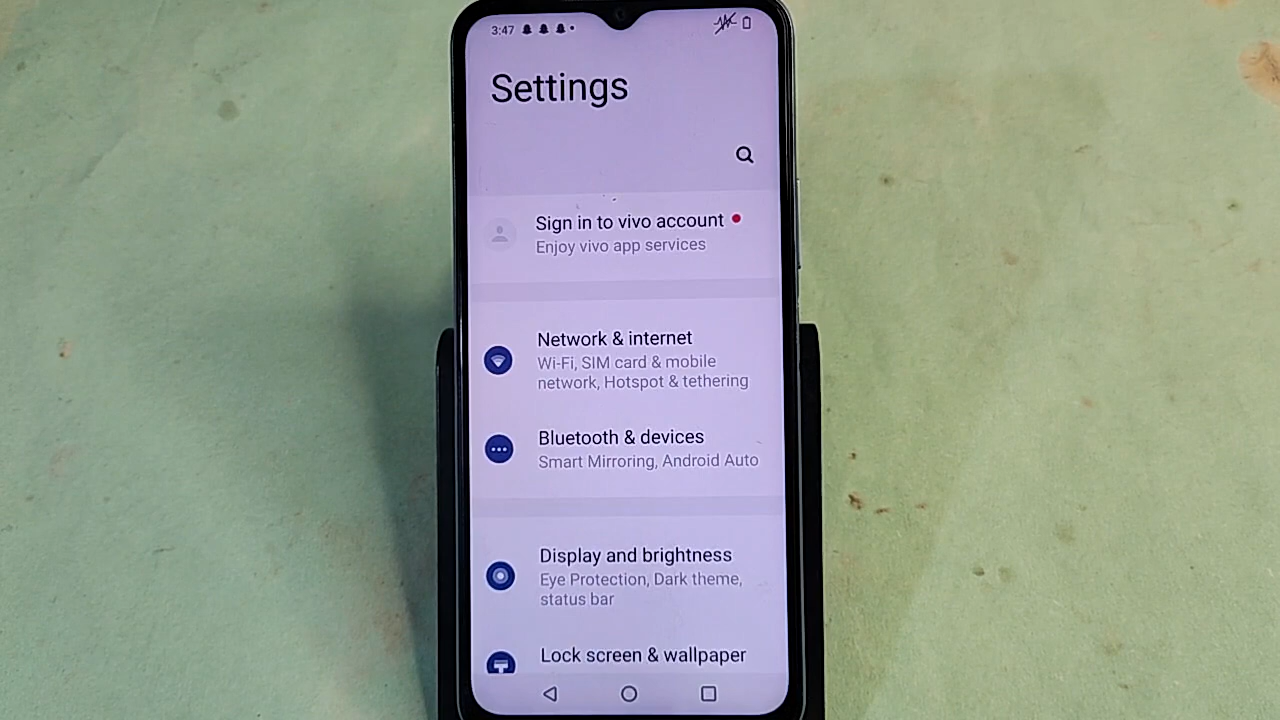 3:47
Settings
Sign in to vivo account
Enjoy vivo app services
Network & internet
Wi-Fi, SIM card & mobile
network, Hotspot & tethering
Bluetooth & devices
Smart Mirroring, Android Auto
Display and brightness
Eye Protection, Dark theme,
status bar
Lock screen & wallpaper